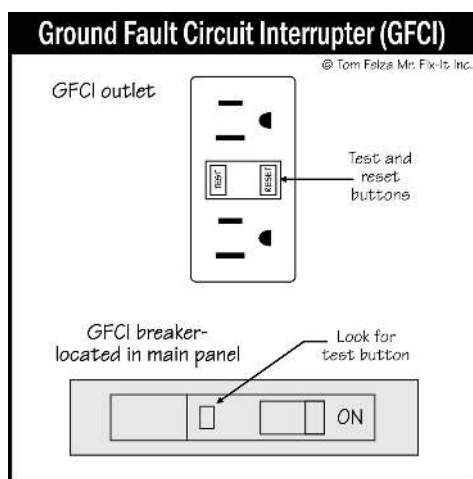 Ground Fault Circuit Interrupter (GFCI)
© Tom Feiza Mr. Fix-It Inc.
GFCI outlet
TEST
RESET
Test and
reset
buttons
GFCI breaker-
located in main panel
Look for
test button
ON